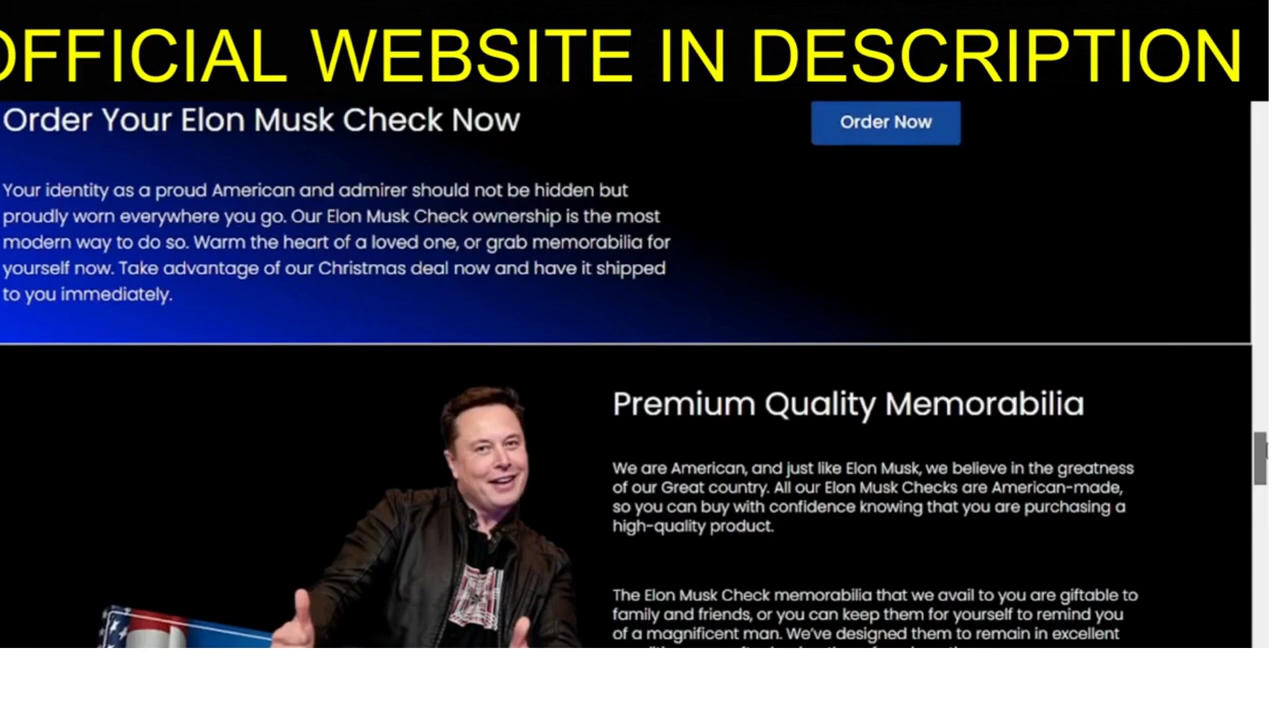 OFFICIAL WEBSITE IN DESCRIPTION
Order Your Elon Musk Check Now
Order Now
Your identity as a proud American and admirer should not be hidden but
proudly worn everywhere you go. Our Elon Musk Check ownership is the most
modern way to do so. Warm the heart of a loved one, or grab memorabilia for
yourself now. Take advantage of our Christmas deal now and have it shipped
to you immediately.
Premium Quality Memorabilia
We are American, and just like Elon Musk, we believe in the greatness
of our Great country. All our Elon Musk Checks are American-made,
so you can buy with confidence knowing that you are purchasing a
high-quality product.
The Elon Musk Check memorabilia that we avail to you are giftable to
family and friends, or you can keep them for yourself to remind you
of a magnificent man. We've designed them to remain in excellent